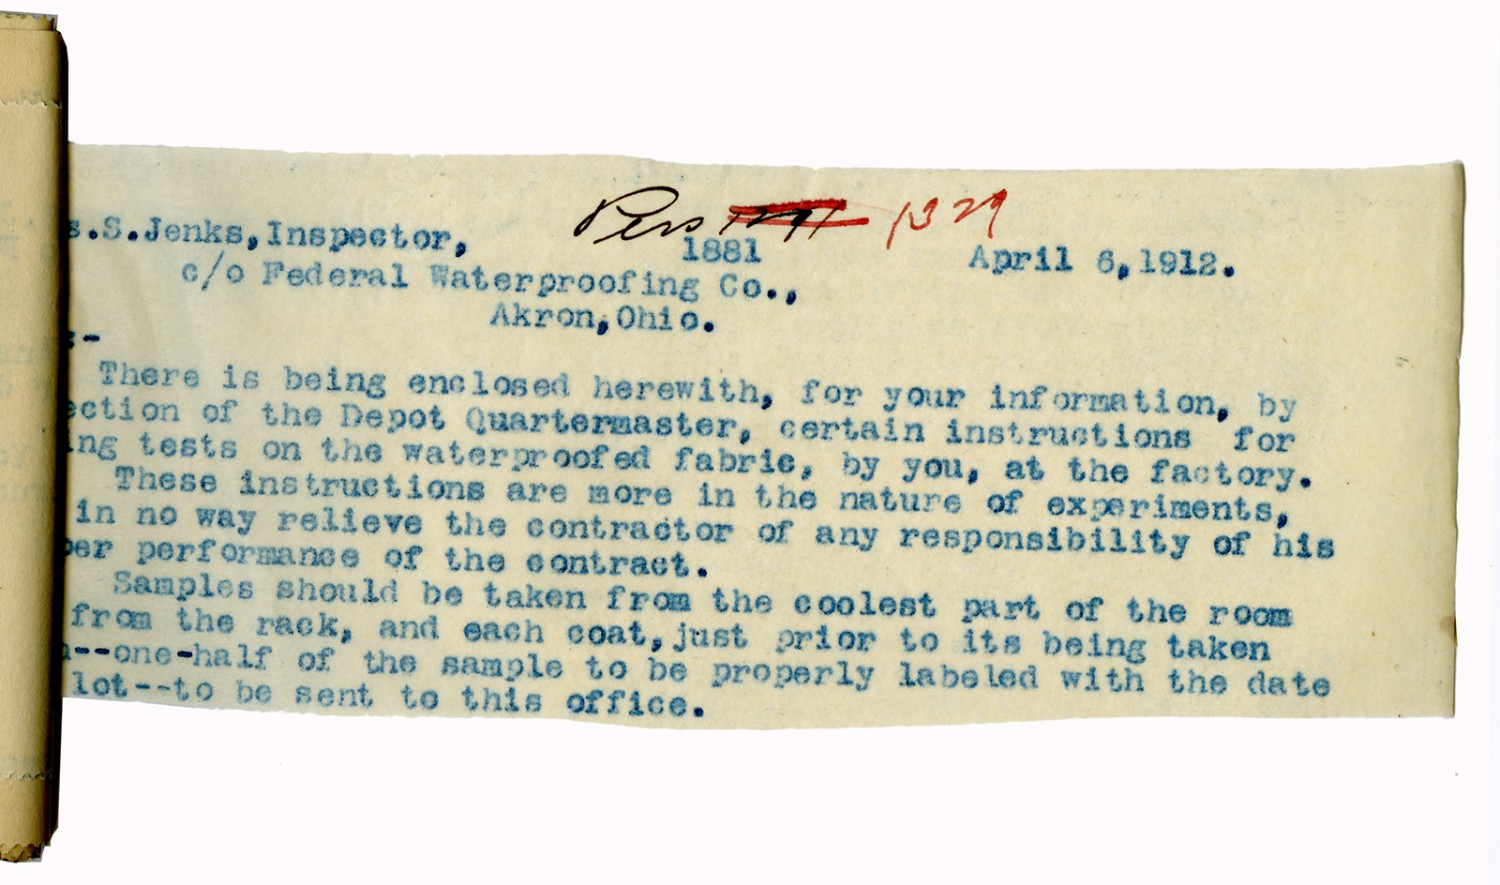 Pers 1329
s.S.Jenks,Inspector,
1881
April 6,1912.
c/o Federal Waterproofing Co.,
Akron,Ohio.
:-
There is being enclosed herewith, for your information, by
ection of the Depot Quartermaster, certain instructions for
ing tests on the waterproofed fabric, by you, at the factory.
These instructions are more in the nature of experiments,
in no way relieve the contractor of any responsibility of his
per performance of the contract.
Samples should be taken from the coolest part of the room
from the rack, and each coat,just prior to its being taken
--one-half of the sample to be properly labeled with the date
lot--to be sent to this office.